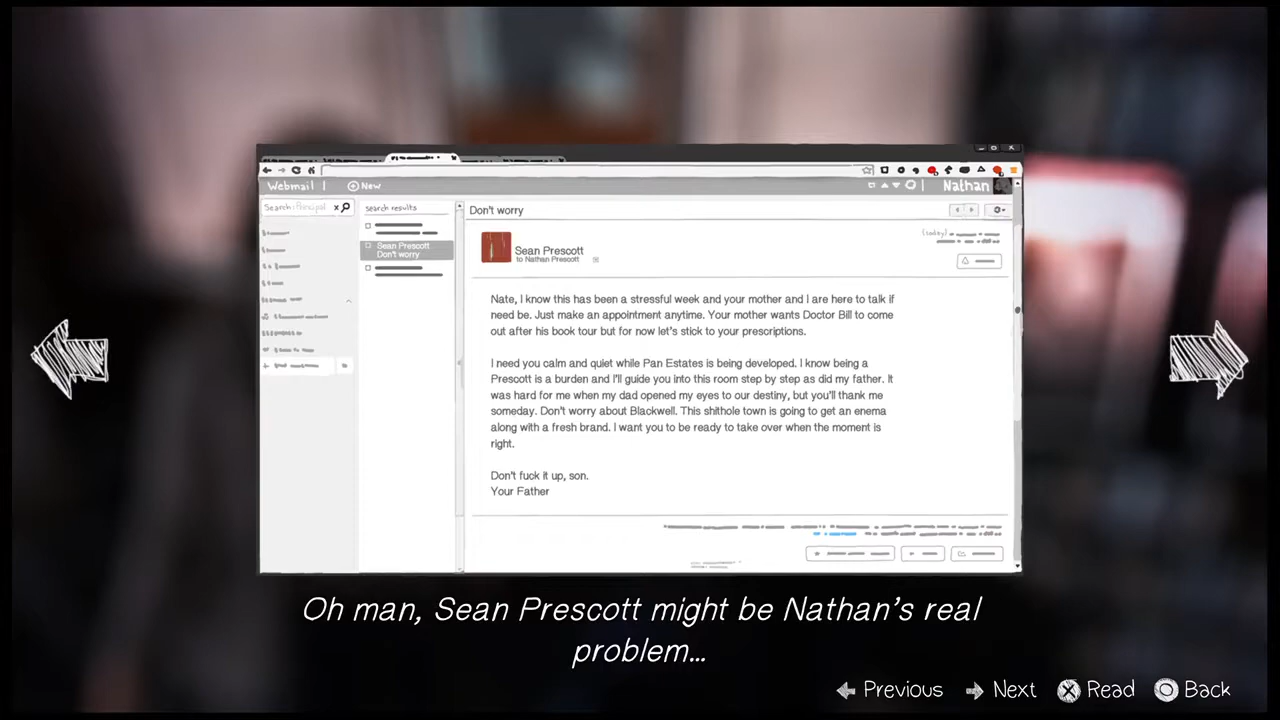 Webmail |
New
Nathan
Search: Principal
x
search results
Don't worry
Sean Prescott
Don't worry
Sean Prescott
to Nathan Prescott
(today)
Nate, I know this has been a stressful week and your mother and I are here to talk if
need be. Just make an appointment anytime. Your mother wants Doctor Bill to come
out after his book tour but for now let's stick to your prescriptions.
I need you calm and quiet while Pan Estates is being developed. I know being a
Prescott is a burden and I'll guide you into this room step by step as did my father. It
was hard for me when my dad opened my eyes to our destiny, but you'll thank me
someday. Don't worry about Blackwell. This shithole town is going to get an enema
along with a fresh brand. I want you to be ready to take over when the moment is
right.
Don't fuck it up, son.
Your Father
Oh man, Sean Prescott might be Nathan's real
problem...
Previous
Next
Read
Back